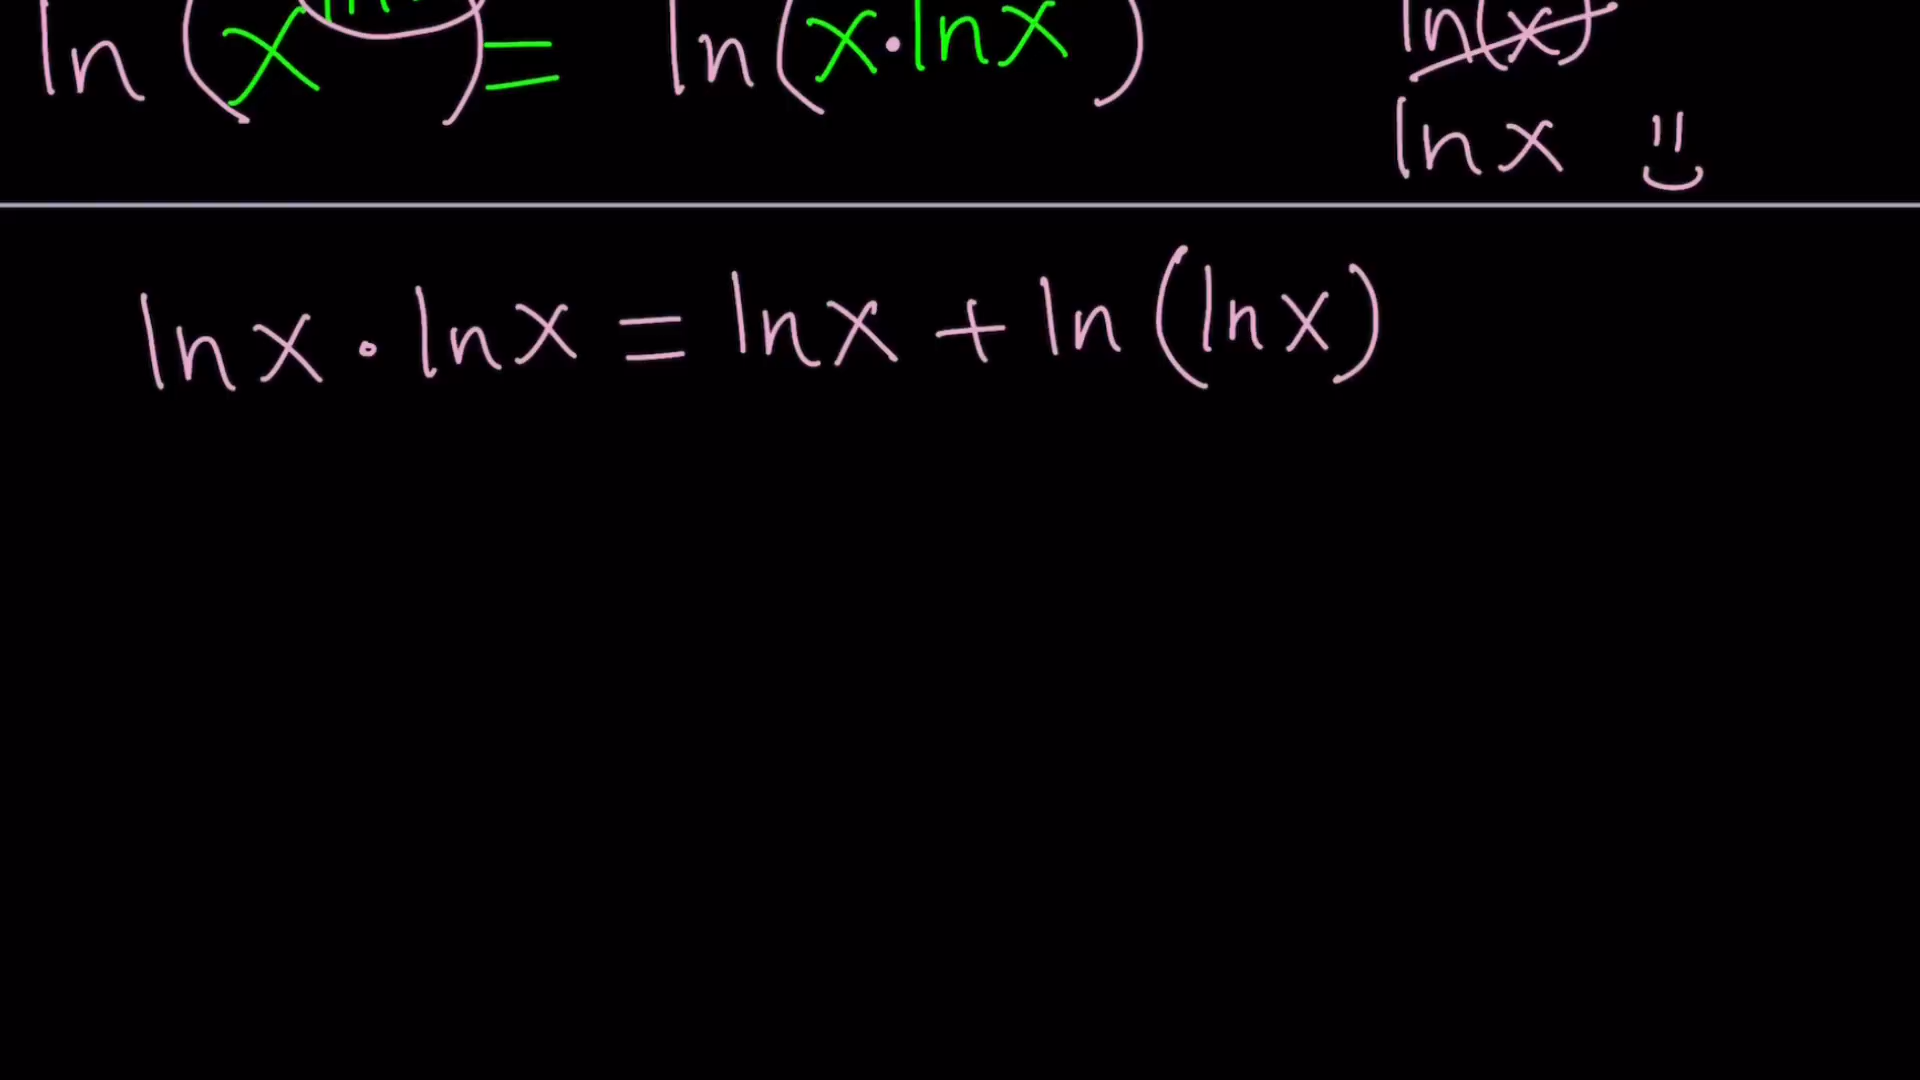 ln (x ) = ln(x·lnx)
ln(x)
lnx
lnx · lnx = lnx + ln(lnx)